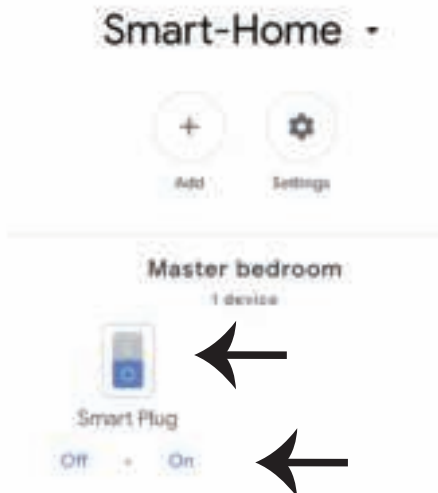 Smart-Home
Add Settings
Master bedroom
1 device
Smart Plug
Off • On